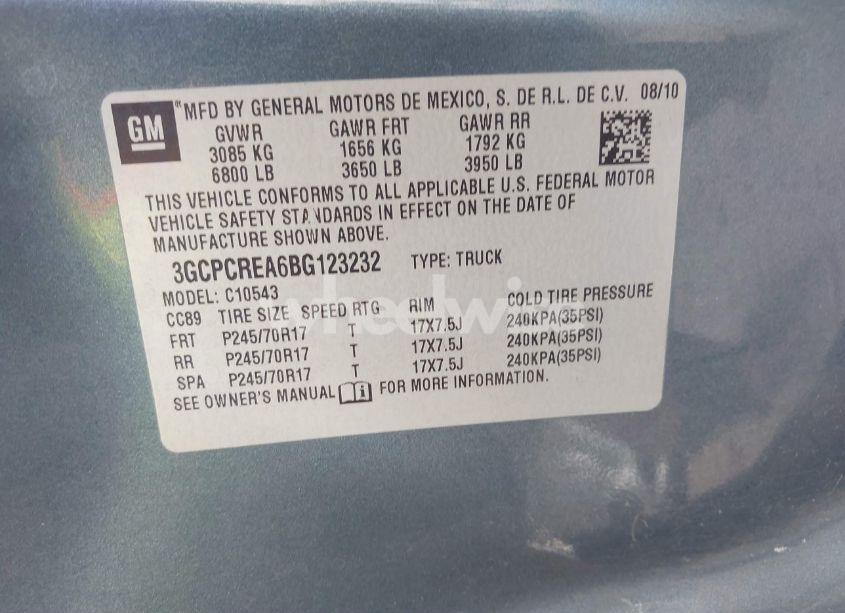 GM
MFD BY GENERAL MOTORS DE MEXICO, S. DE R.L. DE C.V. 08/10
GVWR GAWR FRT GAWR RR
3085 KG 1656 KG 1792 KG
6800 LB 3650 LB 3950 LB
THIS VEHICLE CONFORMS TO ALL APPLICABLE U.S. FEDERAL MOTOR
VEHICLE SAFETY STANDARDS IN EFFECT ON THE DATE OF
MANUFACTURE SHOWN ABOVE.
3GCPCREA6BG123232 TYPE: TRUCK
MODEL: C10543
CC89 TIRE SIZE SPEED RTG RIM COLD TIRE PRESSURE
FRT P245/70R17 T 17X7.5J 240KPA(35PSI)
RR P245/70R17 T 17X7.5J 240KPA(35PSI)
SPA P245/70R17 T 17X7.5J 240KPA(35PSI)
SEE OWNER'S MANUAL FOR MORE INFORMATION.